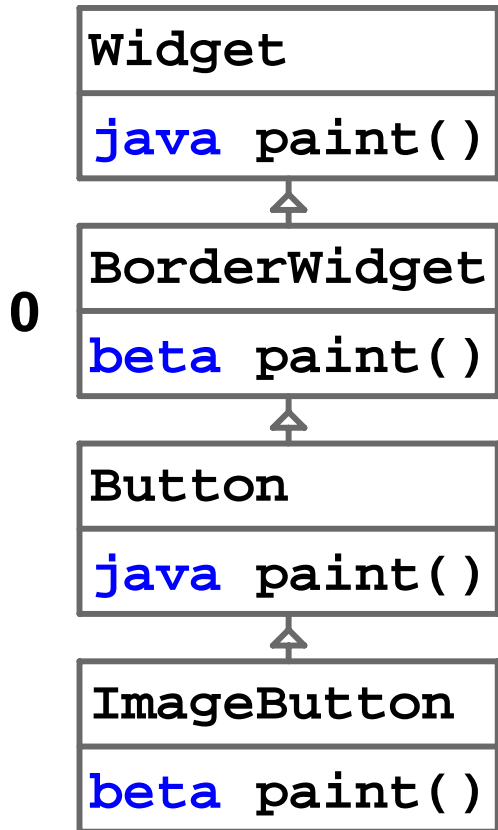 Widget
java paint()
BorderWidget
0
beta paint()
Button
java paint()
ImageButton
beta paint()